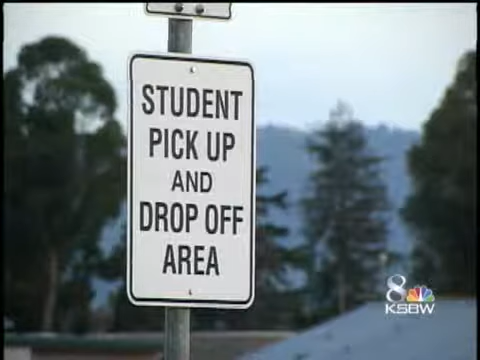 STUDENT
PICK UP
AND
DROP OFF
AREA
8
KSBW